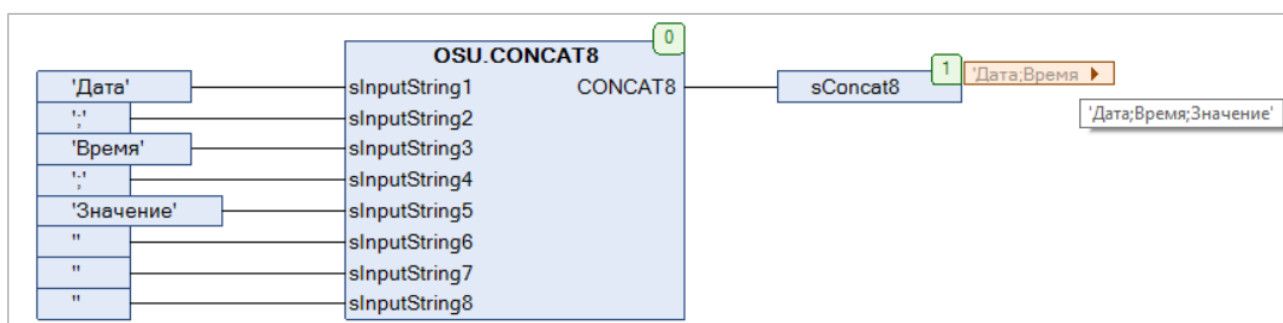 0
OSU.CONCAT8
'Дата' sInputString1 CONCAT8 sConcat8 1 'Дата;Время
';' sInputString2 'Дата;Время;Значение'
'Время' sInputString3
';' sInputString4
'Значение' sInputString5
'' sInputString6
'' sInputString7
'' sInputString8